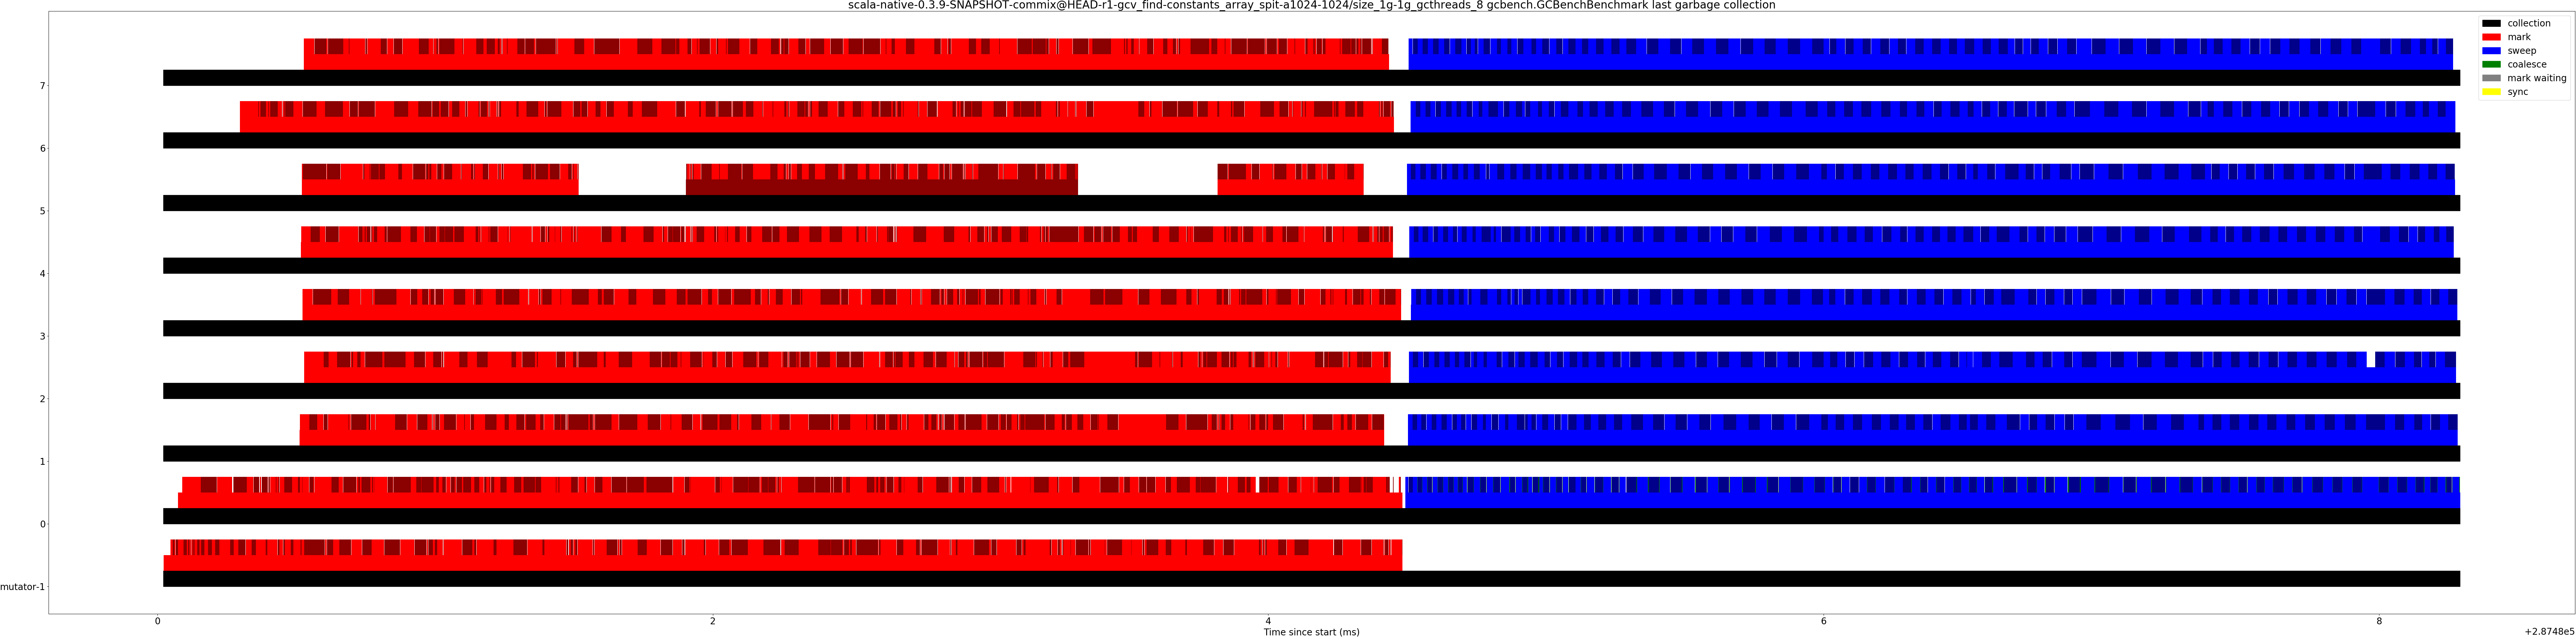 scala-native-0.3.9-SNAPSHOT-commix@HEAD-r1-gcv_find-constants_array_spit-a1024-1024/size_1g-1g_gcthreads_8 gcbench.GCBenchBenchmark last garbage collection
collection
mark
sweep
coalesce
mark waiting
sync
7
6
5
4
3
2
1
0
mutator-1
0 2 4 6 8
Time since start (ms)
+2.8748e5